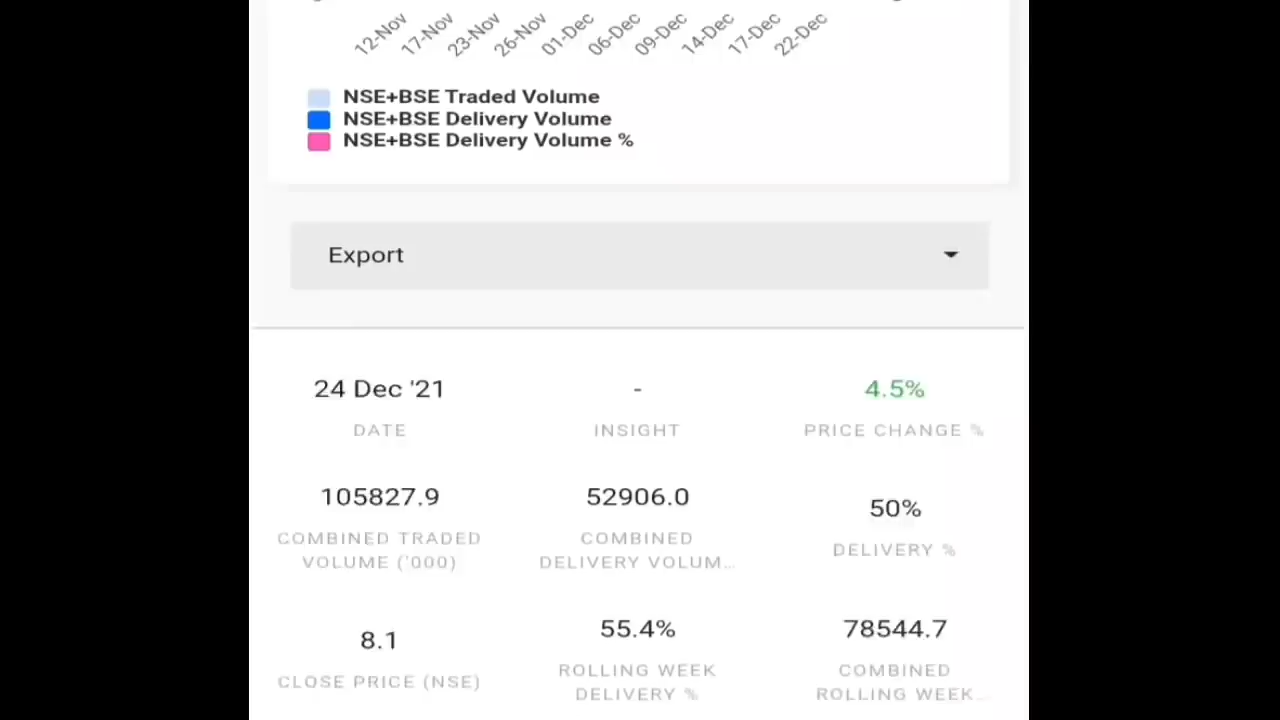 12-Nov 17-Nov 23-Nov 26-Nov 01-Dec 06-Dec 09-Dec 14-Dec 17-Dec 22-Dec
NSE+BSE Traded Volume
NSE+BSE Delivery Volume
NSE+BSE Delivery Volume %
Export
24 Dec '21 - 4.5%
DATE INSIGHT PRICE CHANGE %
105827.9 52906.0 50%
COMBINED TRADED COMBINED DELIVERY %
VOLUME ('000) DELIVERY VOLUM...
8.1 55.4% 78544.7
CLOSE PRICE (NSE) ROLLING WEEK COMBINED
DELIVERY % ROLLING WEEK...